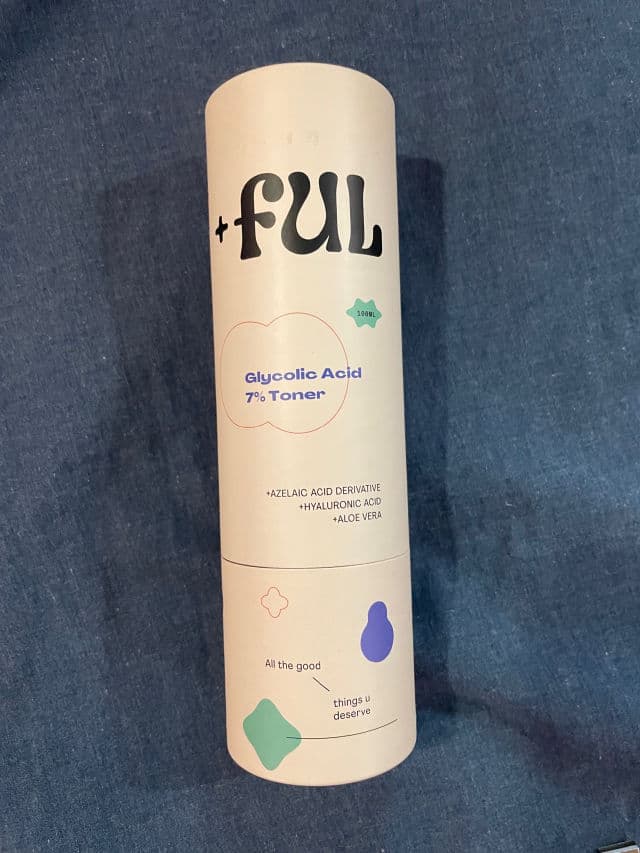 +fUL
100ML
Glycolic Acid
7% Toner
+AZELAIC ACID DERIVATIVE
+HYALURONIC ACID
+ALOE VERA
All the good
things u
deserve